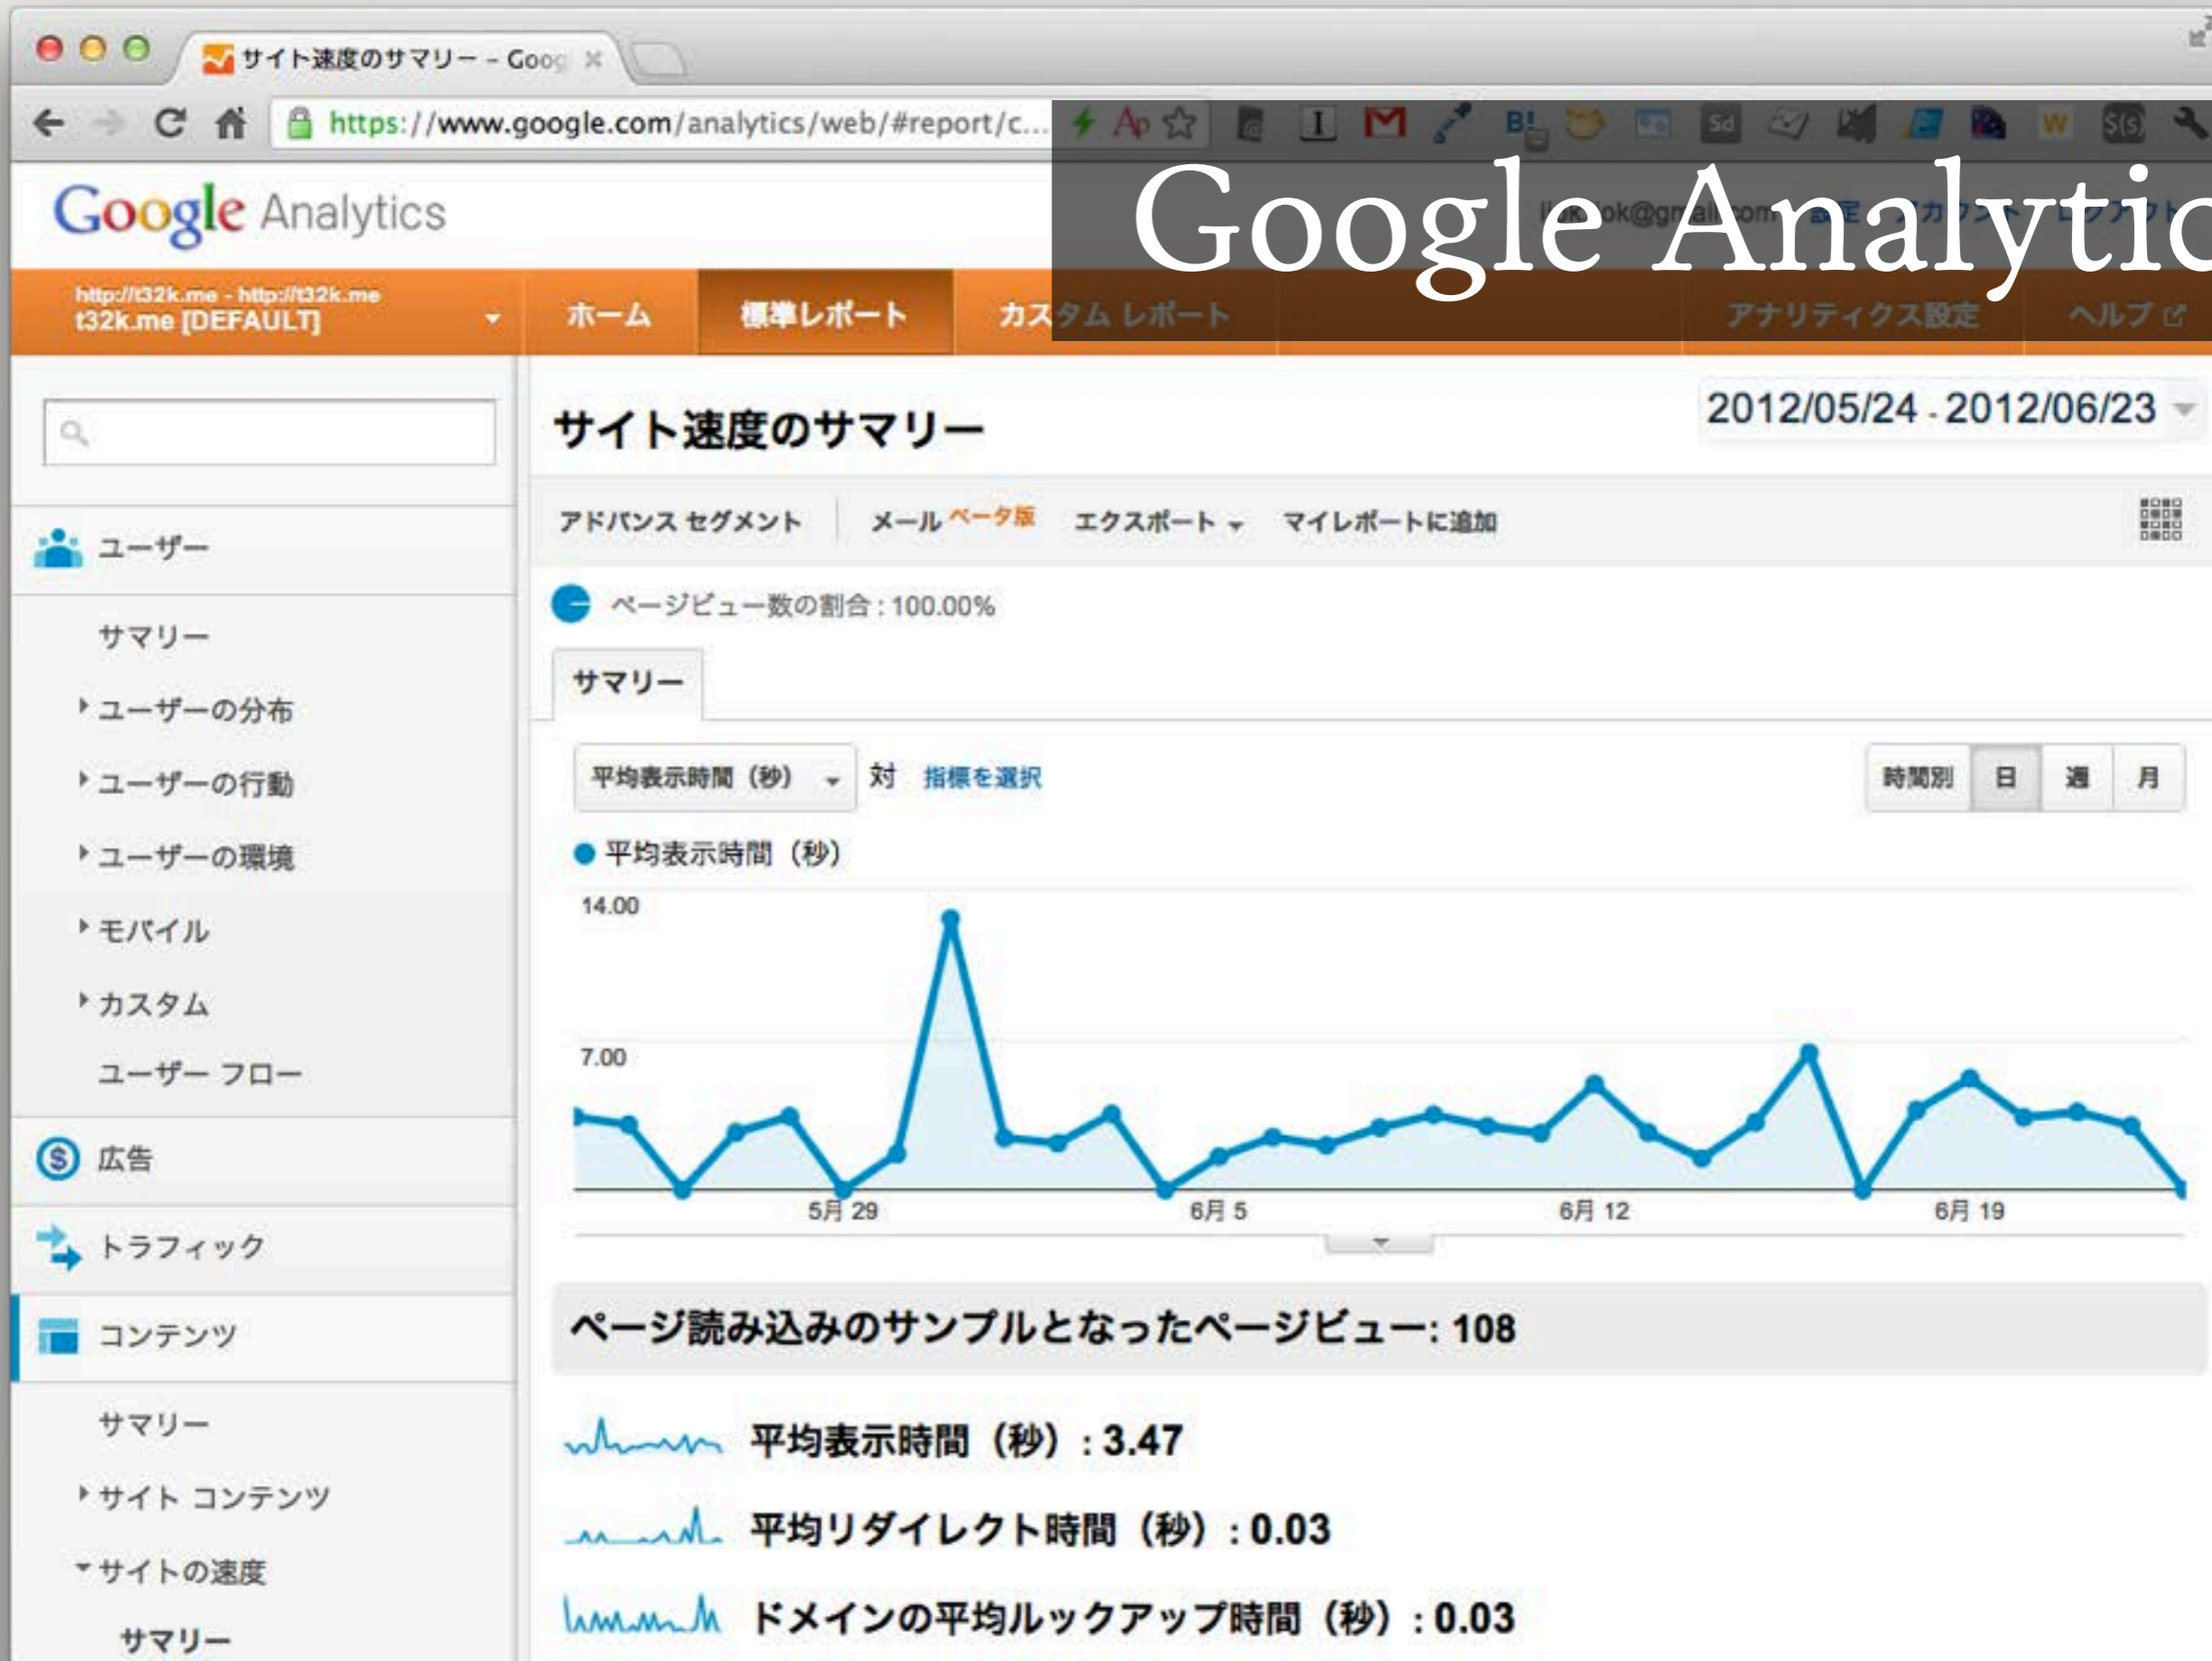 サイト速度のサマリー - Goog
https://www.google.com/analytics/web/#report/c...
Google Analytics
Google Analytic
http://t32k.me - http://t32k.me
t32k.me [DEFAULT]
ホーム
標準レポート
カスタム レポート
アナリティクス設定
ヘルプ
サイト速度のサマリー
2012/05/24 - 2012/06/23
アドバンス セグメント
メール ベータ版
エクスポート
マイレポートに追加
ページビュー数の割合 : 100.00%
サマリー
平均表示時間（秒） 対 指標を選択
時間別 日 週 月
平均表示時間（秒）
14.00
7.00
5月 29
6月 5
6月 12
6月 19
ページ読み込みのサンプルとなったページビュー: 108
平均表示時間（秒）: 3.47
平均リダイレクト時間（秒）: 0.03
ドメインの平均ルックアップ時間（秒）: 0.03
ユーザー
サマリー
ユーザーの分布
ユーザーの行動
ユーザーの環境
モバイル
カスタム
ユーザー フロー
広告
トラフィック
コンテンツ
サマリー
サイト コンテンツ
サイトの速度
サマリー